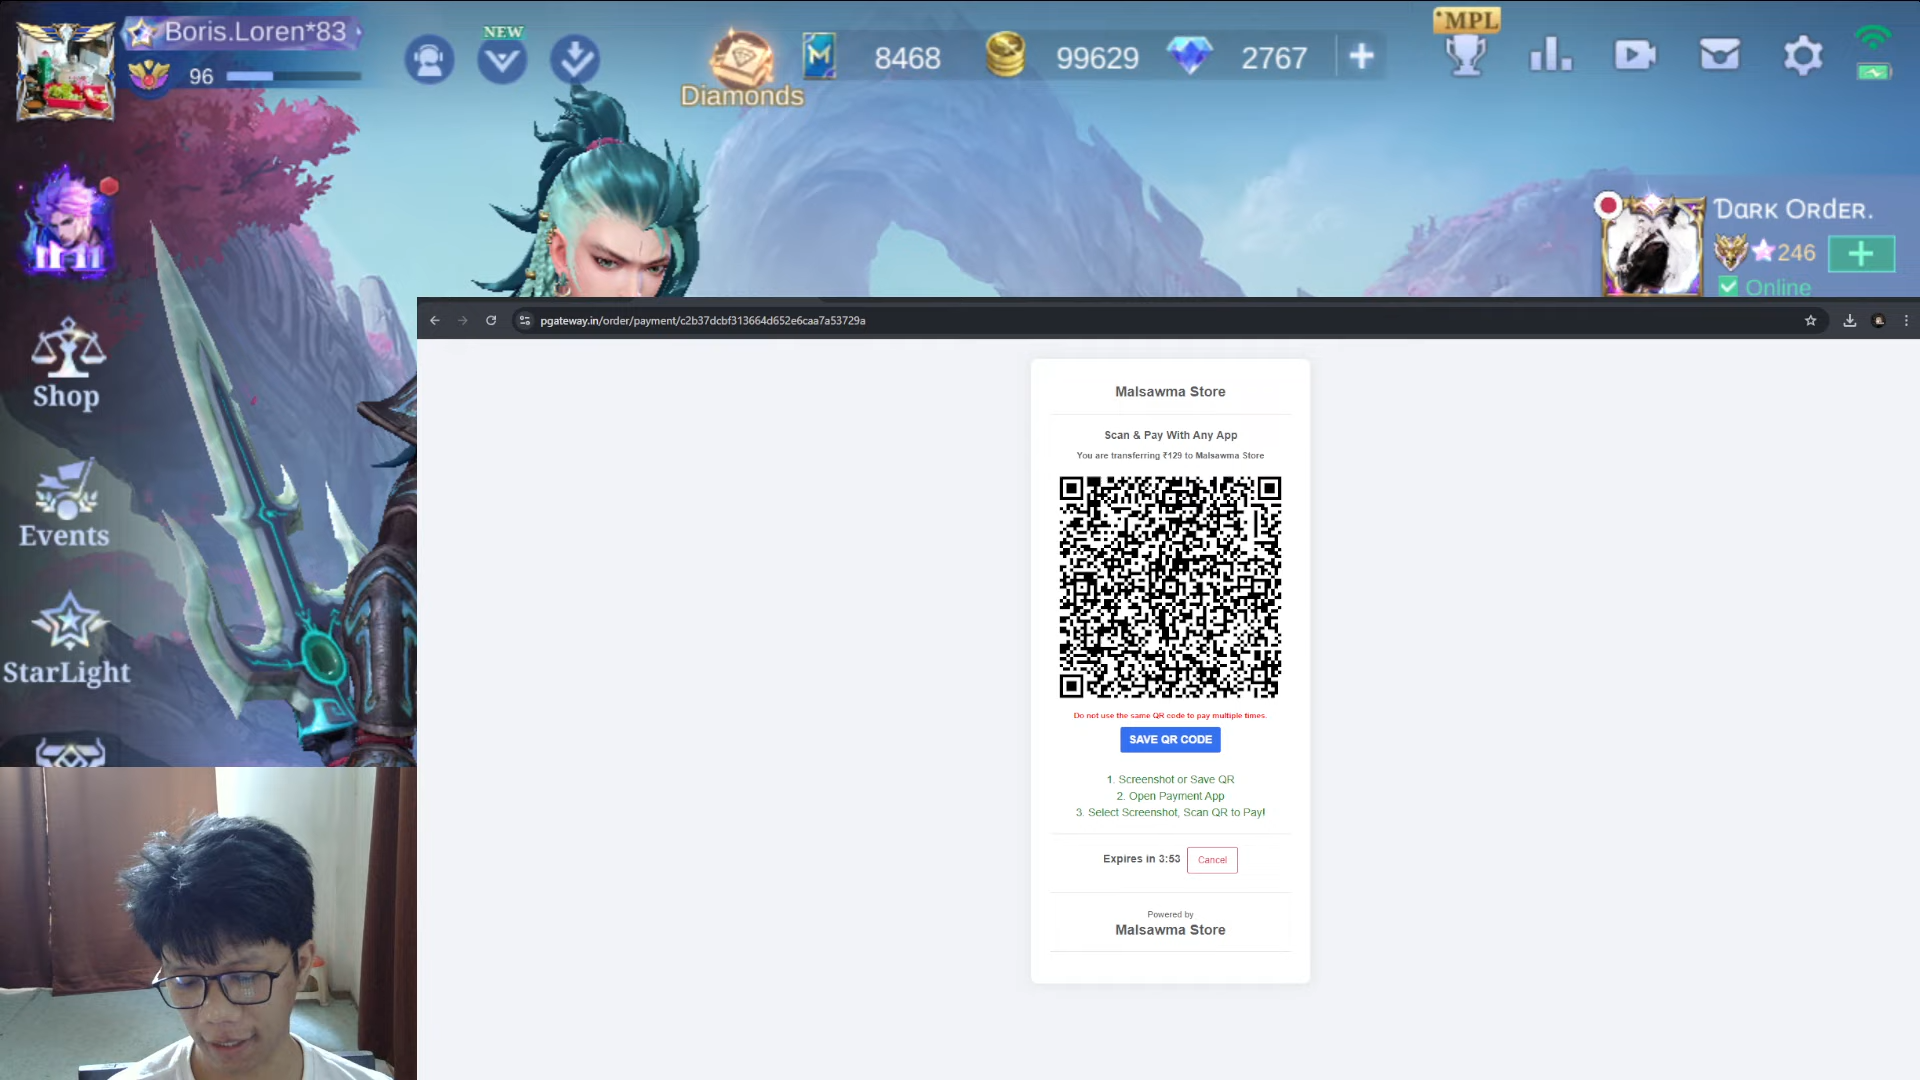 Boris.Loren*83
96
NEW
Diamonds
M
8468
99629
2767
MPL
Dark Order.
246
Online
Shop
Events
StarLight
pgateway.in/order/payment/c2b37dcbf313664d652e6caa7a53729a
Malsawma Store
Scan & Pay With Any App
You are transferring ₹129 to Malsawma Store
Do not use the same QR code to pay multiple times.
SAVE QR CODE
1. Screenshot or Save QR
2. Open Payment App
3. Select Screenshot, Scan QR to Pay!
Expires in 3:53
Cancel
Powered by
Malsawma Store